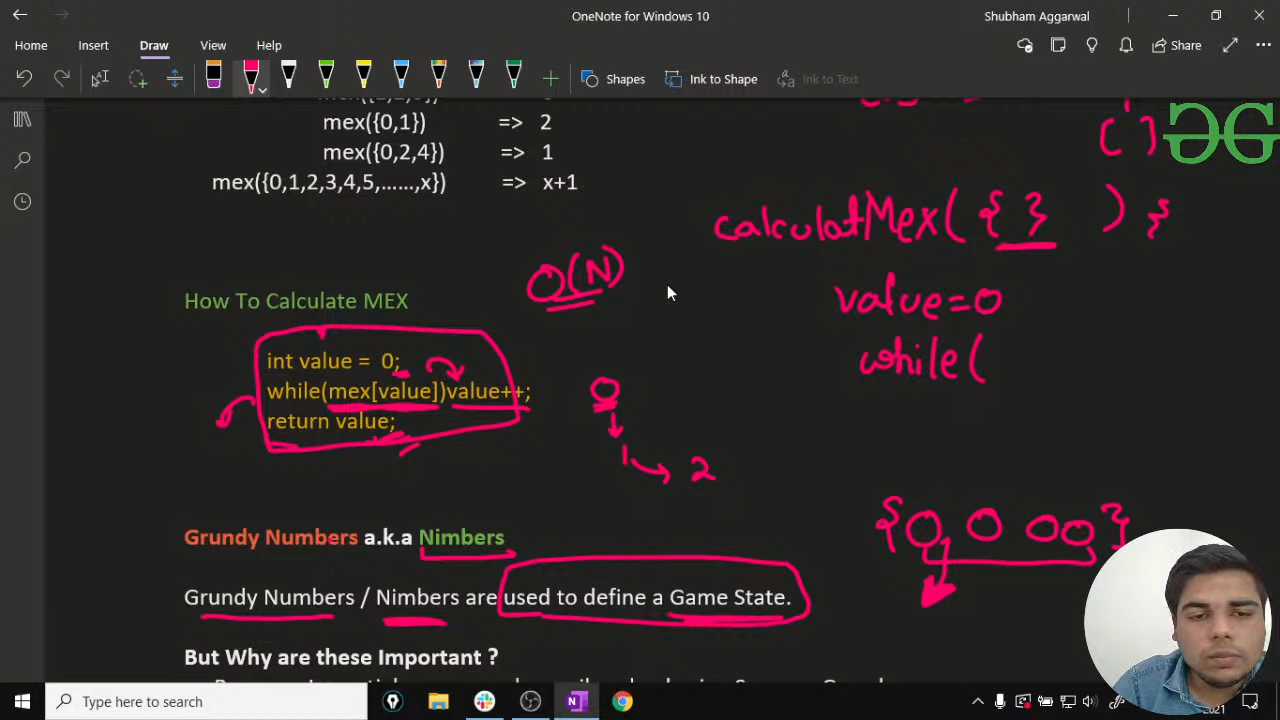 OneNote for Windows 10
Shubham Aggarwal
Home Insert Draw View Help
Share
Shapes Ink to Shape Ink to Text
mex({0,1}) => 2
mex({0,2,4}) => 1
mex({0,1,2,3,4,5,……,x}) => x+1
calculatMex({ } ) {
O(N)
value=0
How To Calculate MEX
while(
int value = 0;
while(mex[value])value++;
return value;
0
1 2
{0, 0 00}
Grundy Numbers a.k.a Nimbers
Grundy Numbers / Nimbers are used to define a Game State.
But Why are these Important ?
Type here to search
2021